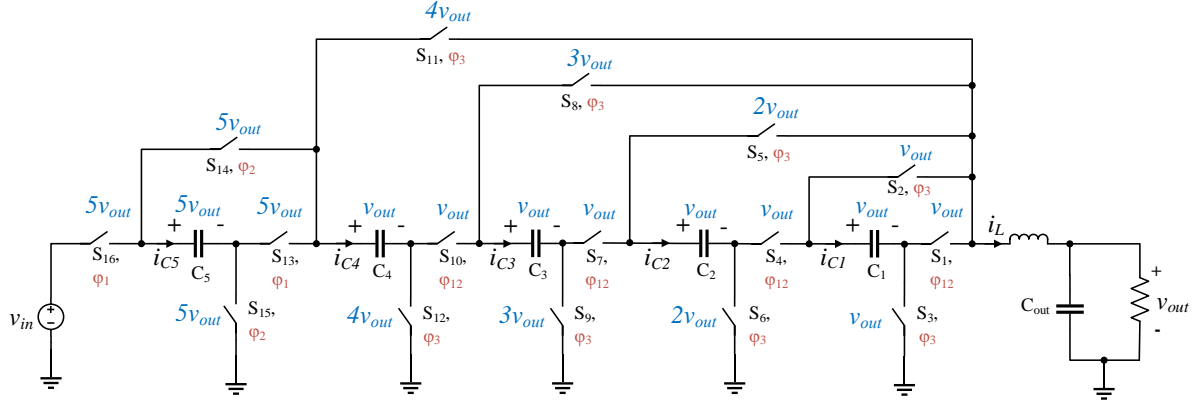 4v_out
S_11, φ_3
3v_out
S_8, φ_3
5v_out
2v_out
S_14, φ_2
S_5, φ_3
v_out
S_2, φ_3
5v_out 5v_out 5v_out v_out v_out v_out v_out v_out v_out v_out v_out
+ - + - + - + - + - i_L
S_16, φ_1 i_C5 C_5 S_13, φ_1 i_C4 C_4 S_10, φ_12 i_C3 C_3 S_7, φ_12 i_C2 C_2 S_4, φ_12 i_C1 C_1 S_1, φ_12
v_in + - 5v_out S_15, φ_2 4v_out S_12, φ_3 3v_out S_9, φ_3 2v_out S_6, φ_3 v_out S_3, φ_3 C_out + v_out -